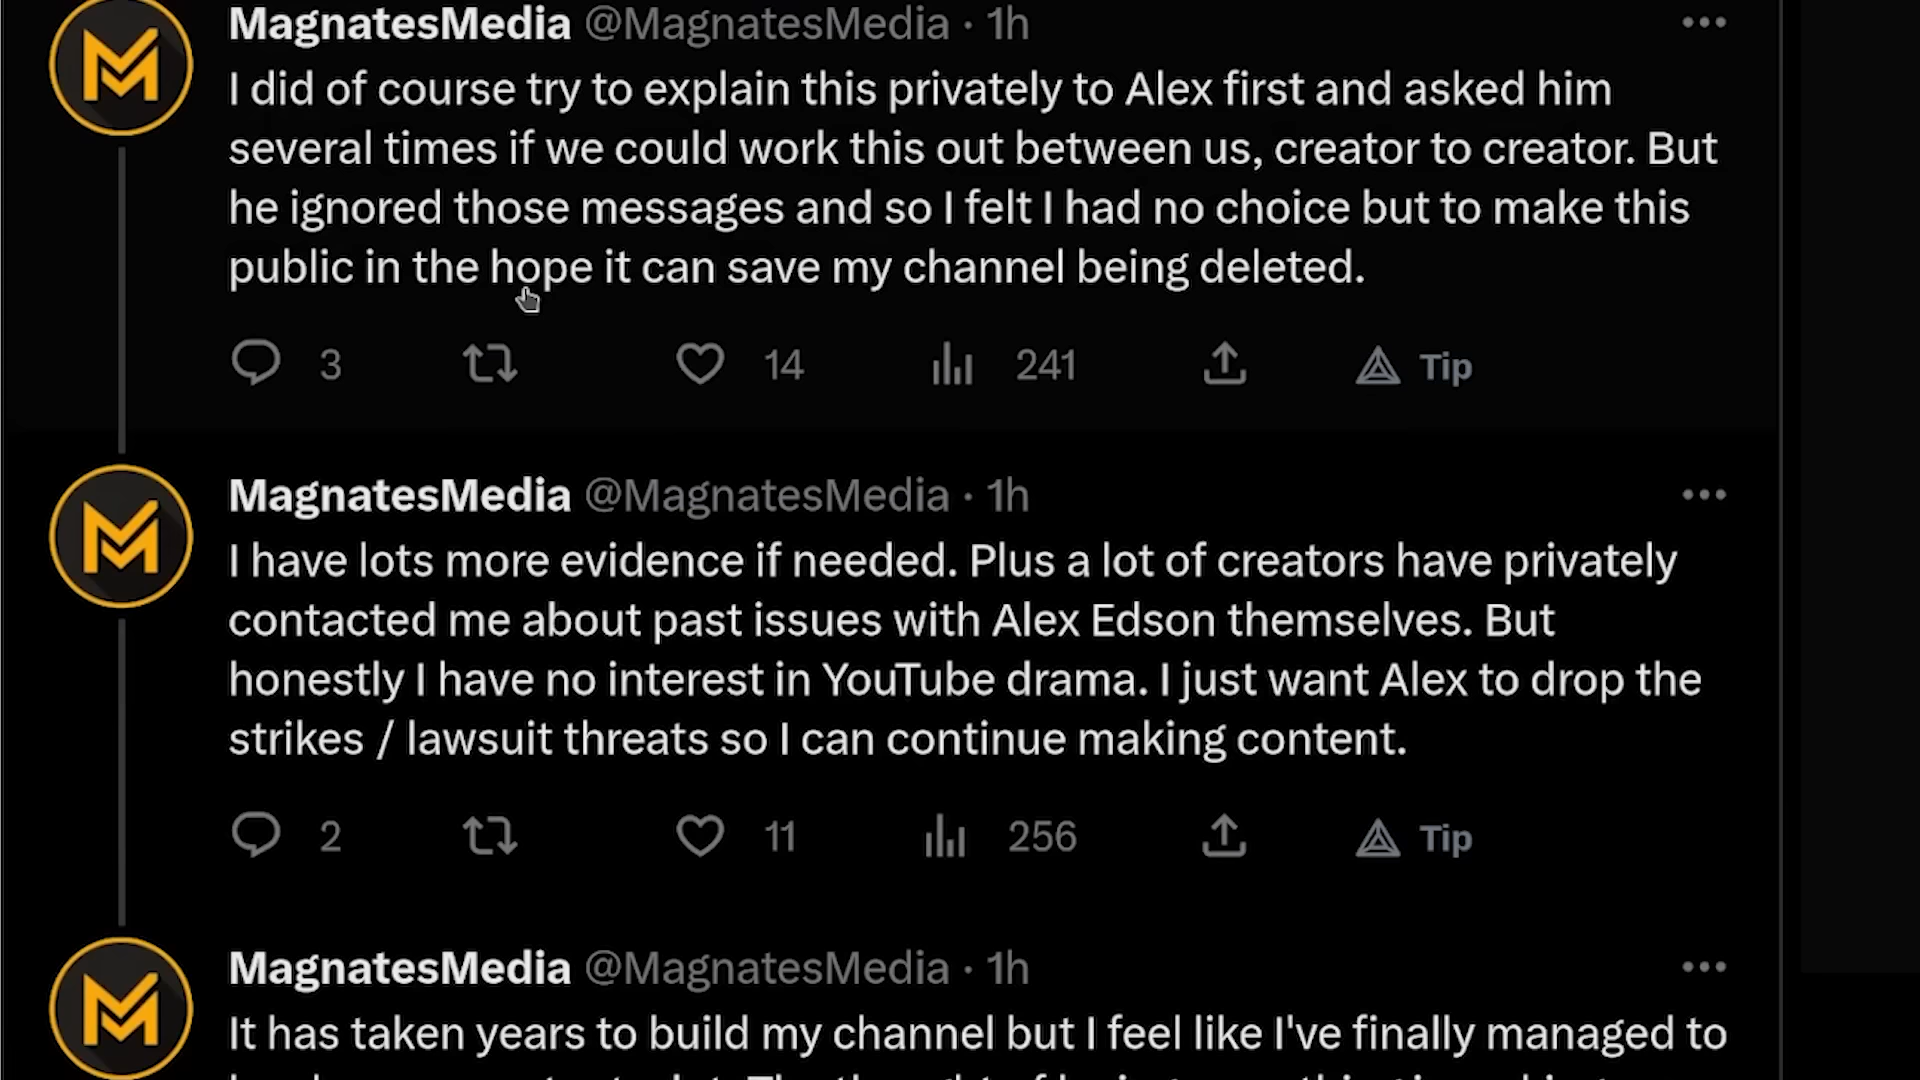 MagnatesMedia @MagnatesMedia · 1h
I did of course try to explain this privately to Alex first and asked him
several times if we could work this out between us, creator to creator. But
he ignored those messages and so I felt I had no choice but to make this
public in the hope it can save my channel being deleted.
3 14 241 Tip
MagnatesMedia @MagnatesMedia · 1h
I have lots more evidence if needed. Plus a lot of creators have privately
contacted me about past issues with Alex Edson themselves. But
honestly I have no interest in YouTube drama. I just want Alex to drop the
strikes / lawsuit threats so I can continue making content.
2 11 256 Tip
MagnatesMedia @MagnatesMedia · 1h
It has taken years to build my channel but I feel like I've finally managed to